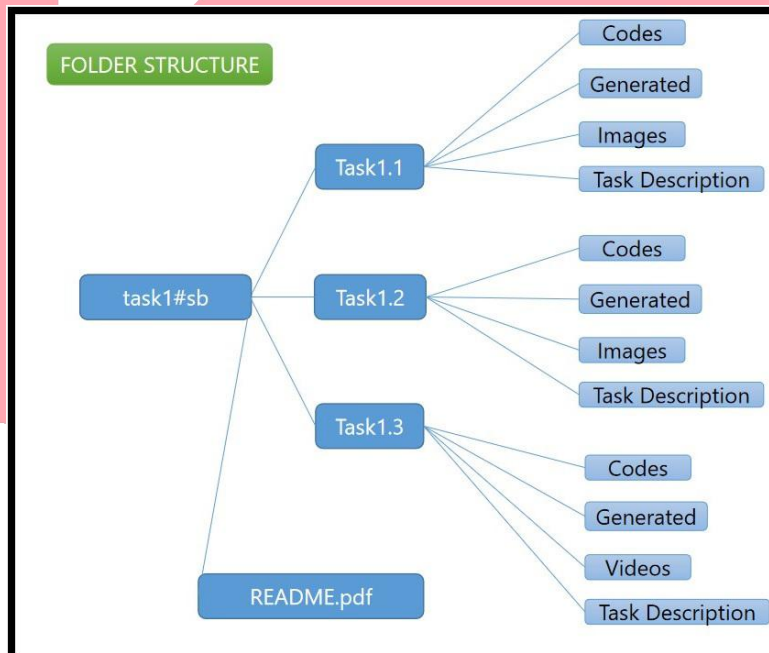 FOLDER STRUCTURE
task1#sb
Task1.1
Codes
Generated
Images
Task Description
Task1.2
Codes
Generated
Images
Task Description
Task1.3
Codes
Generated
Videos
Task Description
README.pdf